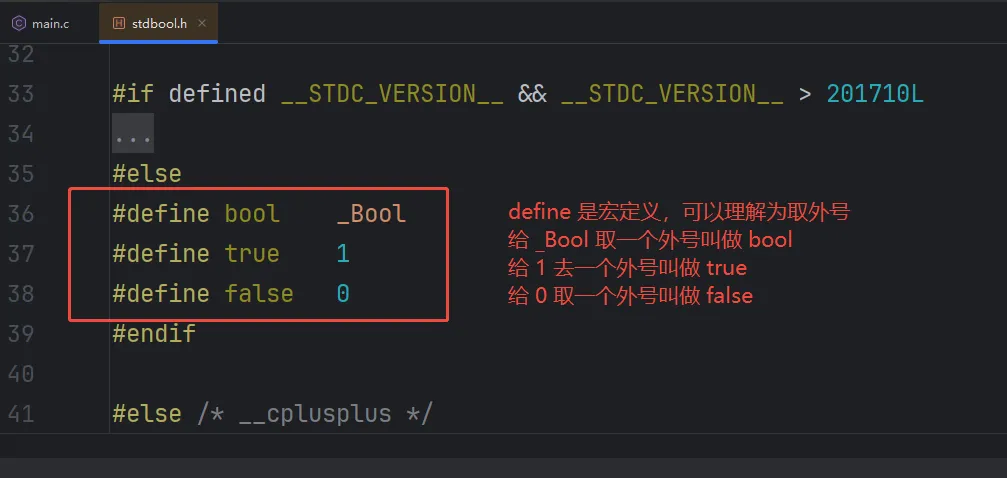 main.c stdbool.h ×
32
33 #if defined __STDC_VERSION__ && __STDC_VERSION__ > 201710L
34 ...
35 #else
36 #define bool _Bool
37 #define true 1
38 #define false 0
39 #endif
40
41 #else /* __cplusplus */
define 是宏定义，可以理解为取外号
给 _Bool 取一个外号叫做 bool
给 1 去一个外号叫做 true
给 0 取一个外号叫做 false